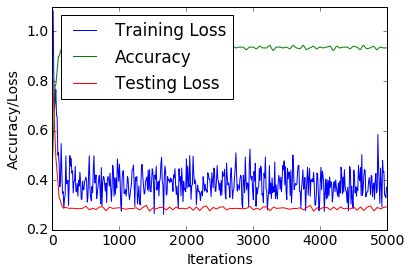 Training Loss
Accuracy
Testing Loss
Accuracy/Loss
1.0
0.8
0.6
0.4
0.2
0 1000 2000 3000 4000 5000
Iterations